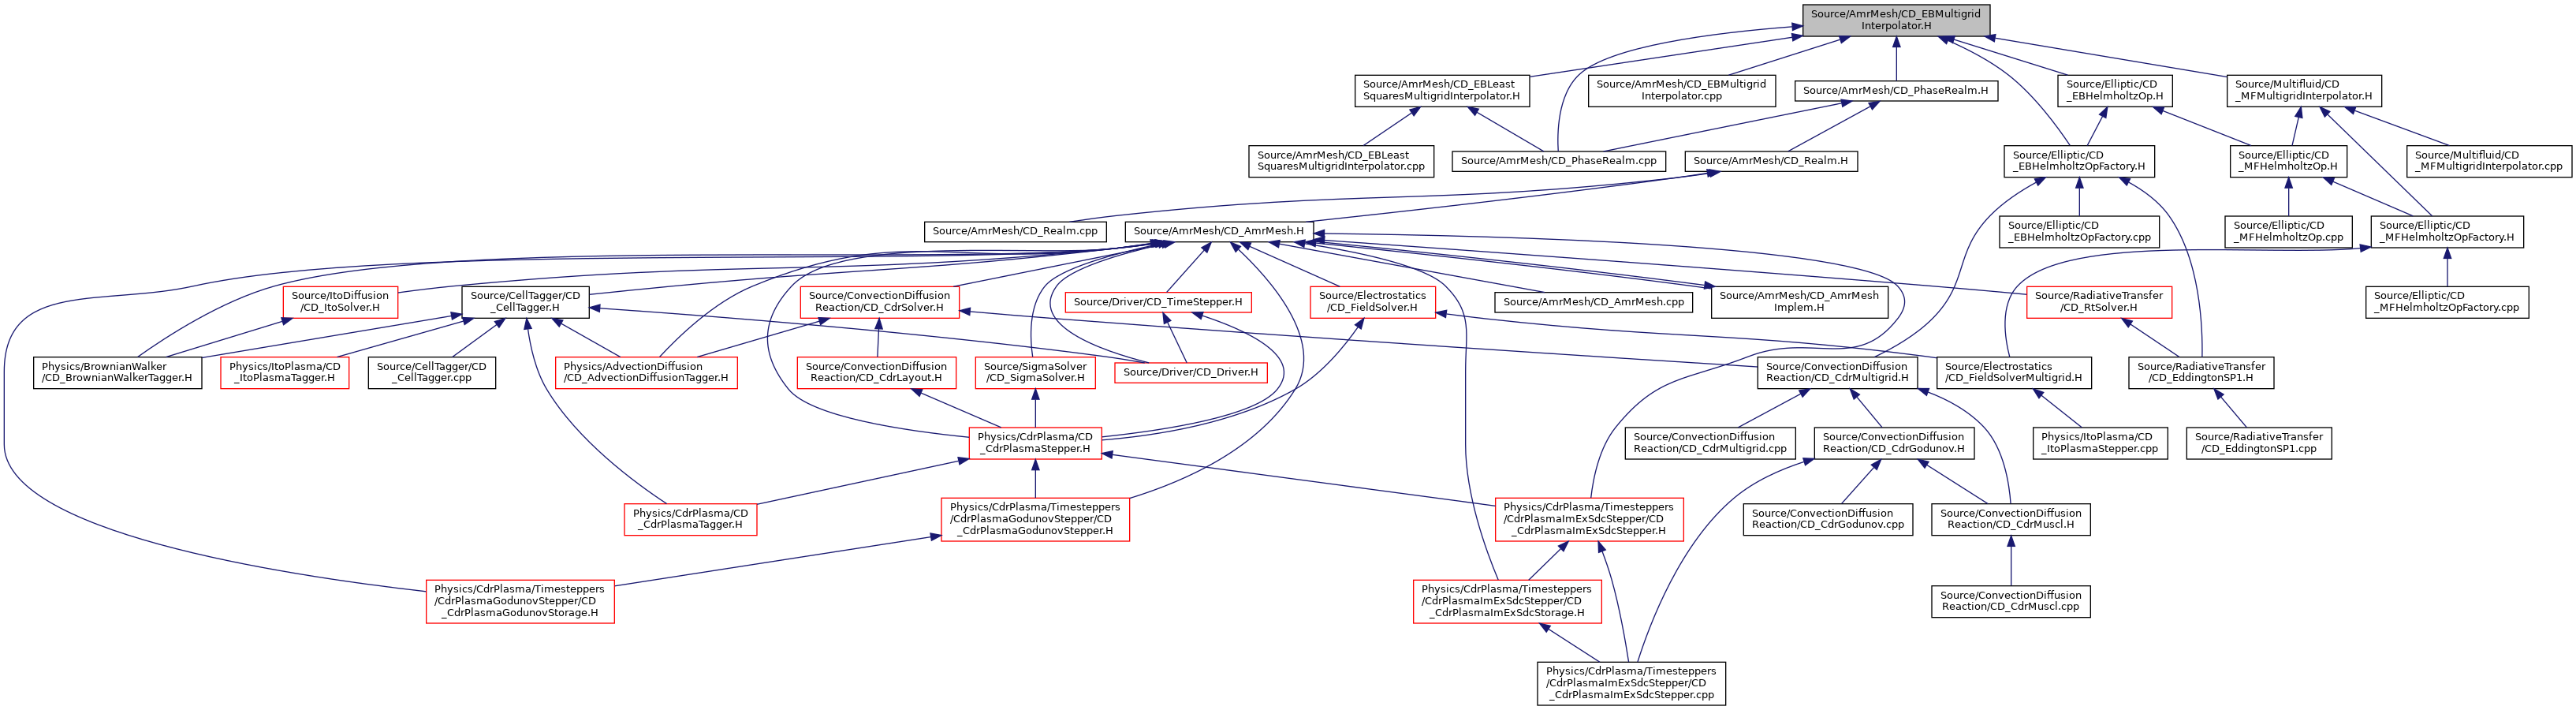 Source/AmrMesh/CD_EBMultigrid
Interpolator.H
Source/AmrMesh/CD_EBLeast
SquaresMultigridInterpolator.H
Source/AmrMesh/CD_EBMultigrid
Interpolator.cpp
Source/AmrMesh/CD_PhaseRealm.H
Source/Elliptic/CD
_EBHelmholtzOp.H
Source/Multifluid/CD
_MFMultigridInterpolator.H
Source/AmrMesh/CD_EBLeast
SquaresMultigridInterpolator.cpp
Source/AmrMesh/CD_PhaseRealm.cpp
Source/AmrMesh/CD_Realm.H
Source/Elliptic/CD
_EBHelmholtzOpFactory.H
Source/Elliptic/CD
_MFHelmholtzOp.H
Source/Multifluid/CD
_MFMultigridInterpolator.cpp
Source/AmrMesh/CD_Realm.cpp
Source/AmrMesh/CD_AmrMesh.H
Source/Elliptic/CD
_EBHelmholtzOpFactory.cpp
Source/Elliptic/CD
_MFHelmholtzOp.cpp
Source/Elliptic/CD
_MFHelmholtzOpFactory.H
Source/ItoDiffusion
/CD_ItoSolver.H
Source/CellTagger/CD
_CellTagger.H
Source/ConvectionDiffusion
Reaction/CD_CdrSolver.H
Source/Driver/CD_TimeStepper.H
Source/Electrostatics
/CD_FieldSolver.H
Source/AmrMesh/CD_AmrMesh.cpp
Source/AmrMesh/CD_AmrMesh
Implem.H
Source/RadiativeTransfer
/CD_RtSolver.H
Source/Elliptic/CD
_MFHelmholtzOpFactory.cpp
Physics/BrownianWalker
/CD_BrownianWalkerTagger.H
Physics/ItoPlasma/CD
_ItoPlasmaTagger.H
Source/CellTagger/CD
_CellTagger.cpp
Physics/AdvectionDiffusion
/CD_AdvectionDiffusionTagger.H
Source/ConvectionDiffusion
Reaction/CD_CdrLayout.H
Source/SigmaSolver
/CD_SigmaSolver.H
Source/Driver/CD_Driver.H
Source/ConvectionDiffusion
Reaction/CD_CdrMultigrid.H
Source/Electrostatics
/CD_FieldSolverMultigrid.H
Source/RadiativeTransfer
/CD_EddingtonSP1.H
Physics/CdrPlasma/CD
_CdrPlasmaStepper.H
Source/ConvectionDiffusion
Reaction/CD_CdrMultigrid.cpp
Source/ConvectionDiffusion
Reaction/CD_CdrGodunov.H
Physics/ItoPlasma/CD
_ItoPlasmaStepper.cpp
Source/RadiativeTransfer
/CD_EddingtonSP1.cpp
Physics/CdrPlasma/CD
_CdrPlasmaTagger.H
Physics/CdrPlasma/Timesteppers
/CdrPlasmaGodunovStepper/CD
_CdrPlasmaGodunovStepper.H
Physics/CdrPlasma/Timesteppers
/CdrPlasmaImExSdcStepper/CD
_CdrPlasmaImExSdcStepper.H
Source/ConvectionDiffusion
Reaction/CD_CdrGodunov.cpp
Source/ConvectionDiffusion
Reaction/CD_CdrMuscl.H
Physics/CdrPlasma/Timesteppers
/CdrPlasmaGodunovStepper/CD
_CdrPlasmaGodunovStorage.H
Physics/CdrPlasma/Timesteppers
/CdrPlasmaImExSdcStepper/CD
_CdrPlasmaImExSdcStorage.H
Source/ConvectionDiffusion
Reaction/CD_CdrMuscl.cpp
Physics/CdrPlasma/Timesteppers
/CdrPlasmaImExSdcStepper/CD
_CdrPlasmaImExSdcStepper.cpp